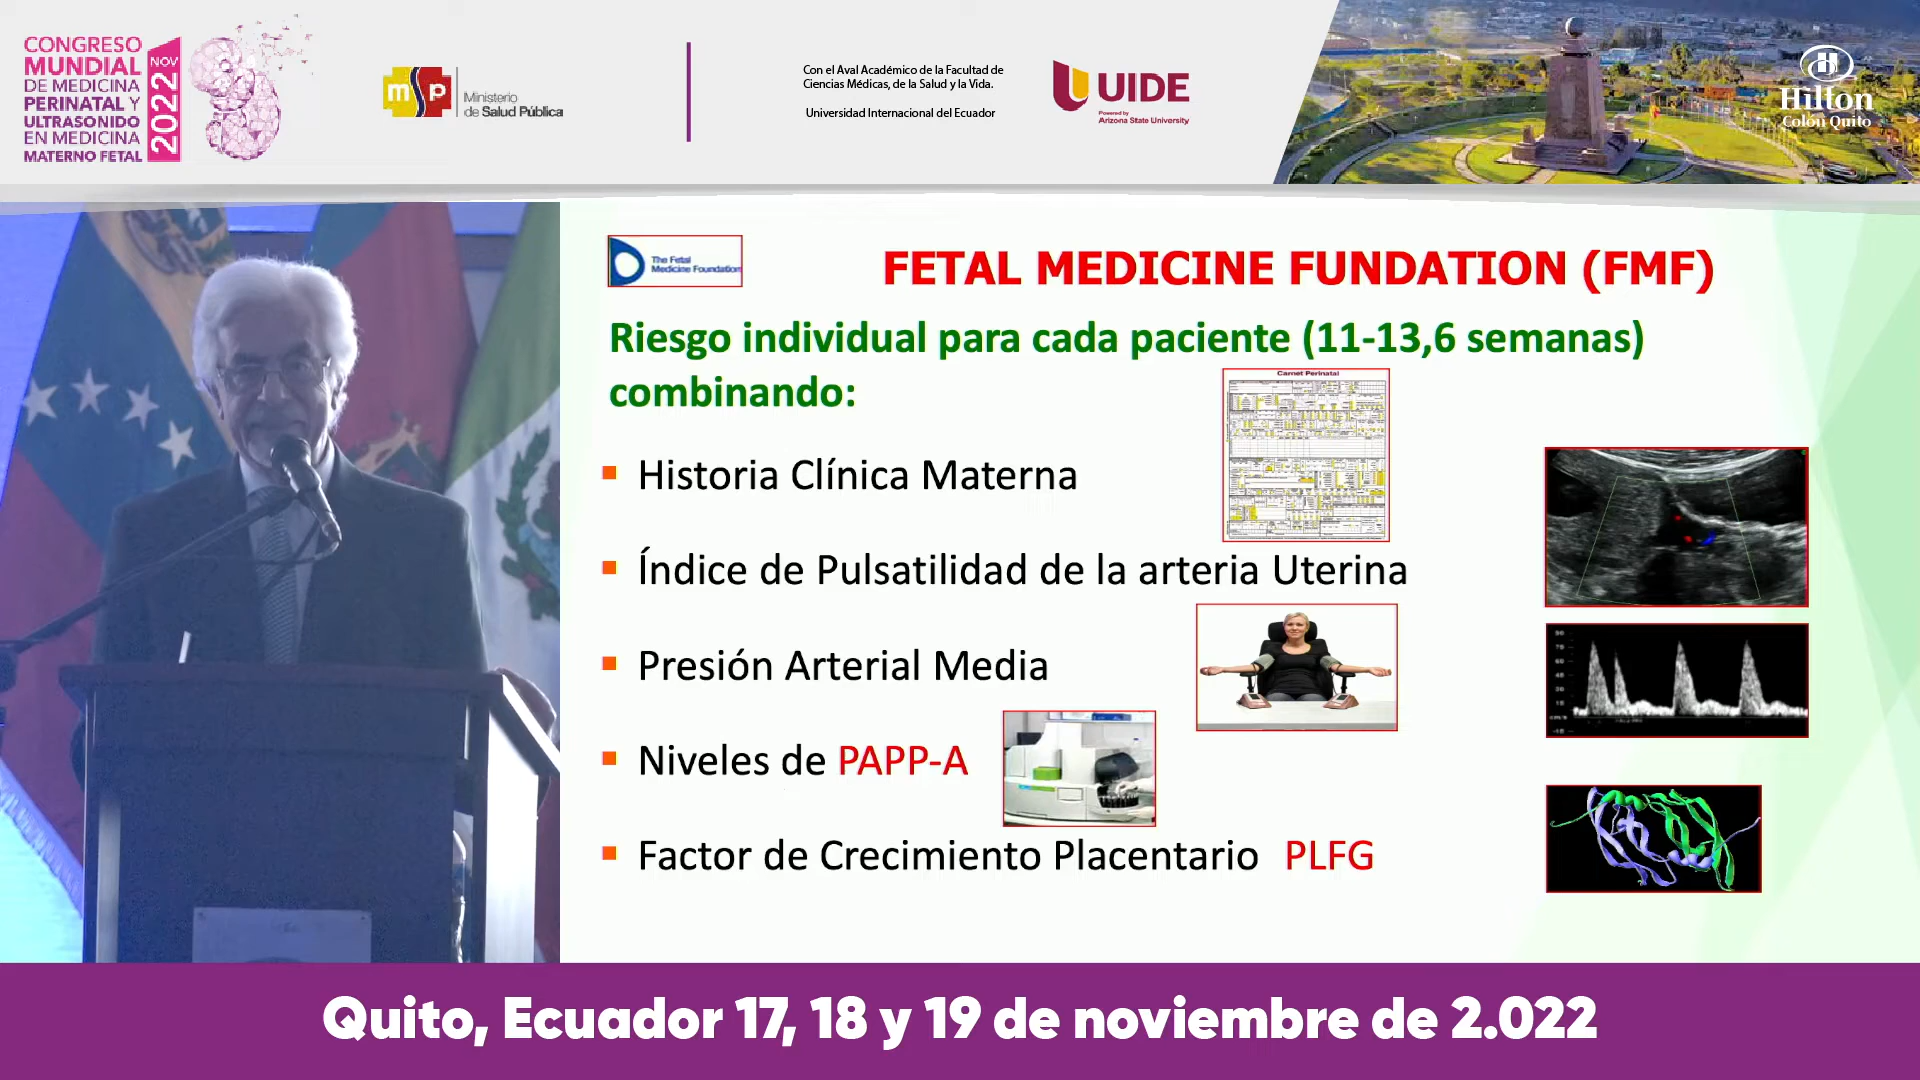 CONGRESO
MUNDIAL
DE MEDICINA
PERINATAL Y
ULTRASONIDO
EN MEDICINA
MATERNO FETAL
NOV
2022
msp
Ministerio
de Salud Pública
Con el Aval Académico de la Facultad de
Ciencias Médicas, de la Salud y la Vida.
Universidad Internacional del Ecuador
UIDE
Powered by
Arizona State University
Hilton
Colón Quito
The Fetal
Medicine Foundation
FETAL MEDICINE FUNDATION (FMF)
Riesgo individual para cada paciente (11-13,6 semanas)
combinando:
Carnet Perinatal
Historia Clínica Materna
Índice de Pulsatilidad de la arteria Uterina
Presión Arterial Media
Niveles de PAPP-A
Factor de Crecimiento Placentario PLFG
Quito, Ecuador 17, 18 y 19 de noviembre de 2.022